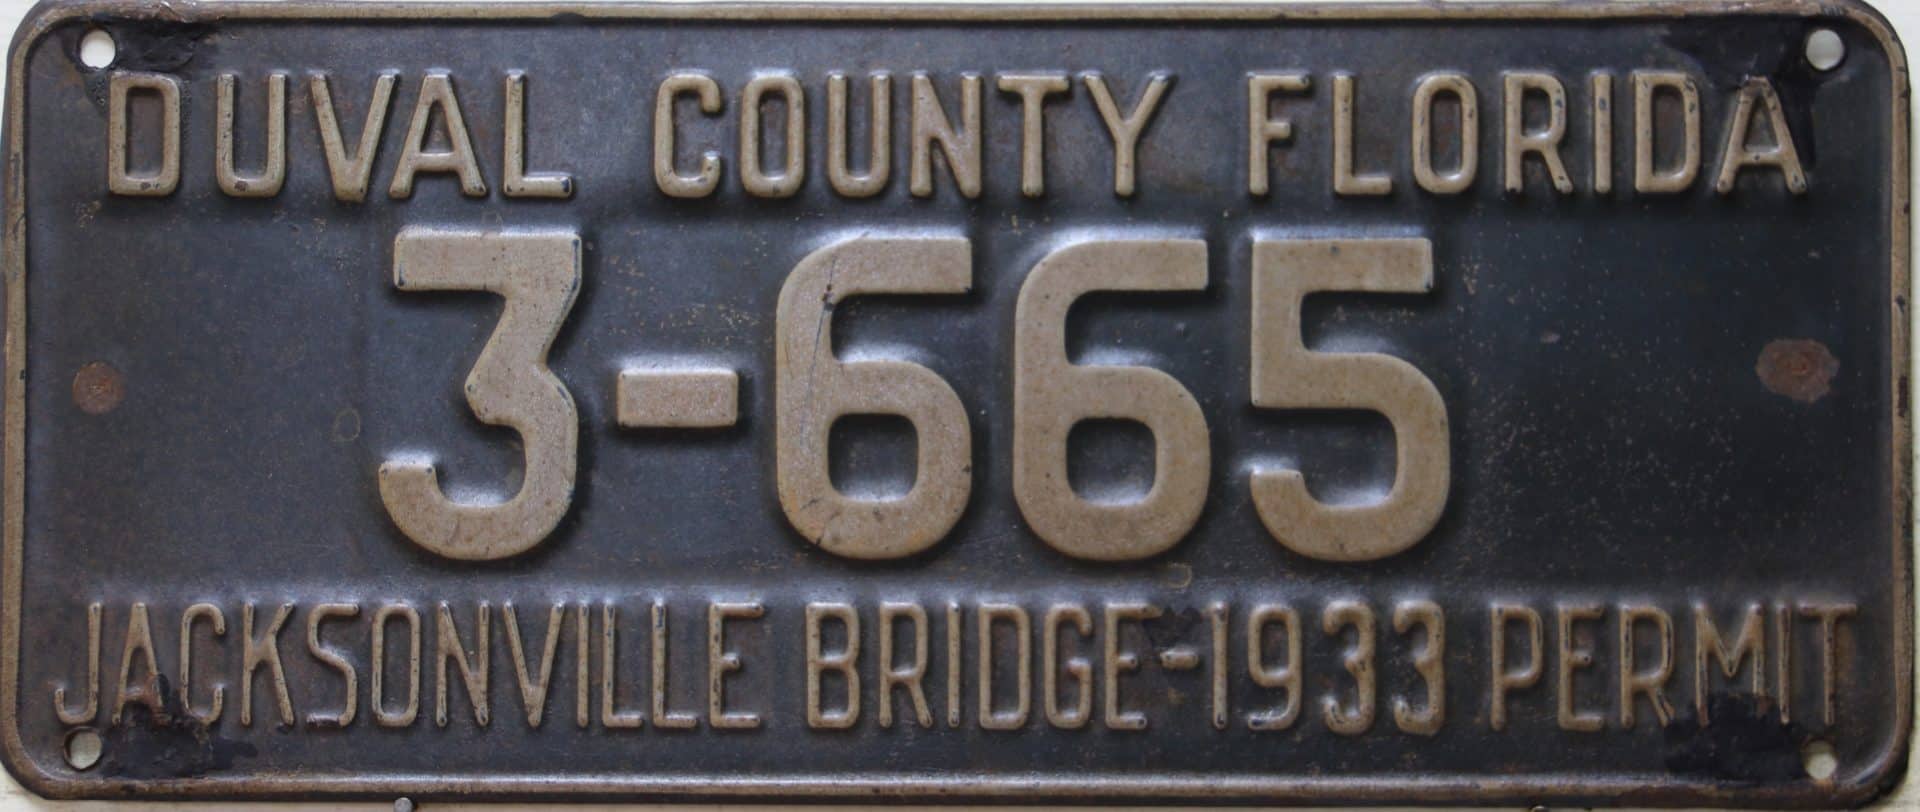 DUVAL COUNTY FLORIDA
3-665
JACKSONVILLE BRIDGE-1933 PERMIT